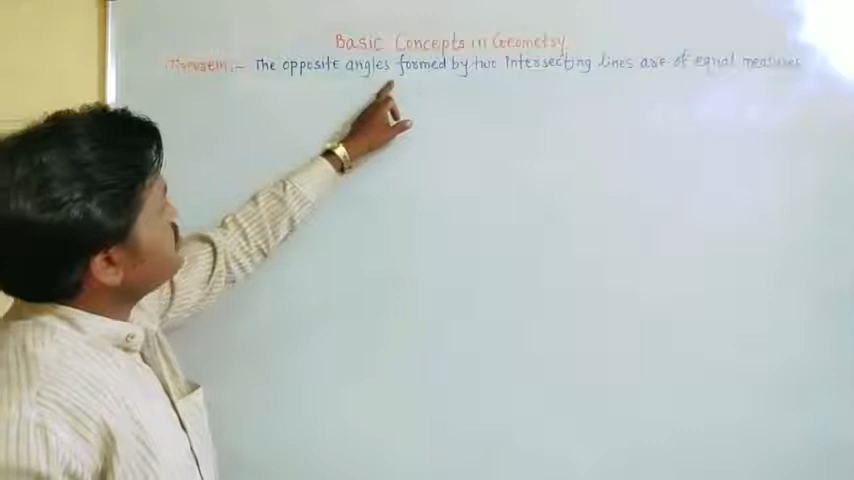 Basic Concepts in Geometry
Theorem:- The opposite angles formed by two intersecting lines are of equal measures